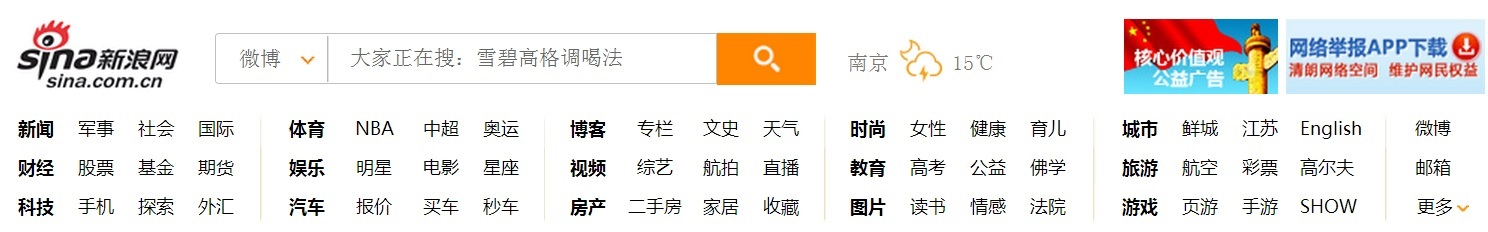 sina新浪网
sina.com.cn
微博 大家正在搜：雪碧高格调喝法
南京 15℃
核心价值观
公益广告
网络举报APP下载
清朗网络空间 维护网民权益
新闻 军事 社会 国际 体育 NBA 中超 奥运 博客 专栏 文史 天气 时尚 女性 健康 育儿 城市 鲜城 江苏 English 微博
财经 股票 基金 期货 娱乐 明星 电影 星座 视频 综艺 航拍 直播 教育 高考 公益 佛学 旅游 航空 彩票 高尔夫 邮箱
科技 手机 探索 外汇 汽车 报价 买车 秒车 房产 二手房 家居 收藏 图片 读书 情感 法院 游戏 页游 手游 SHOW 更多